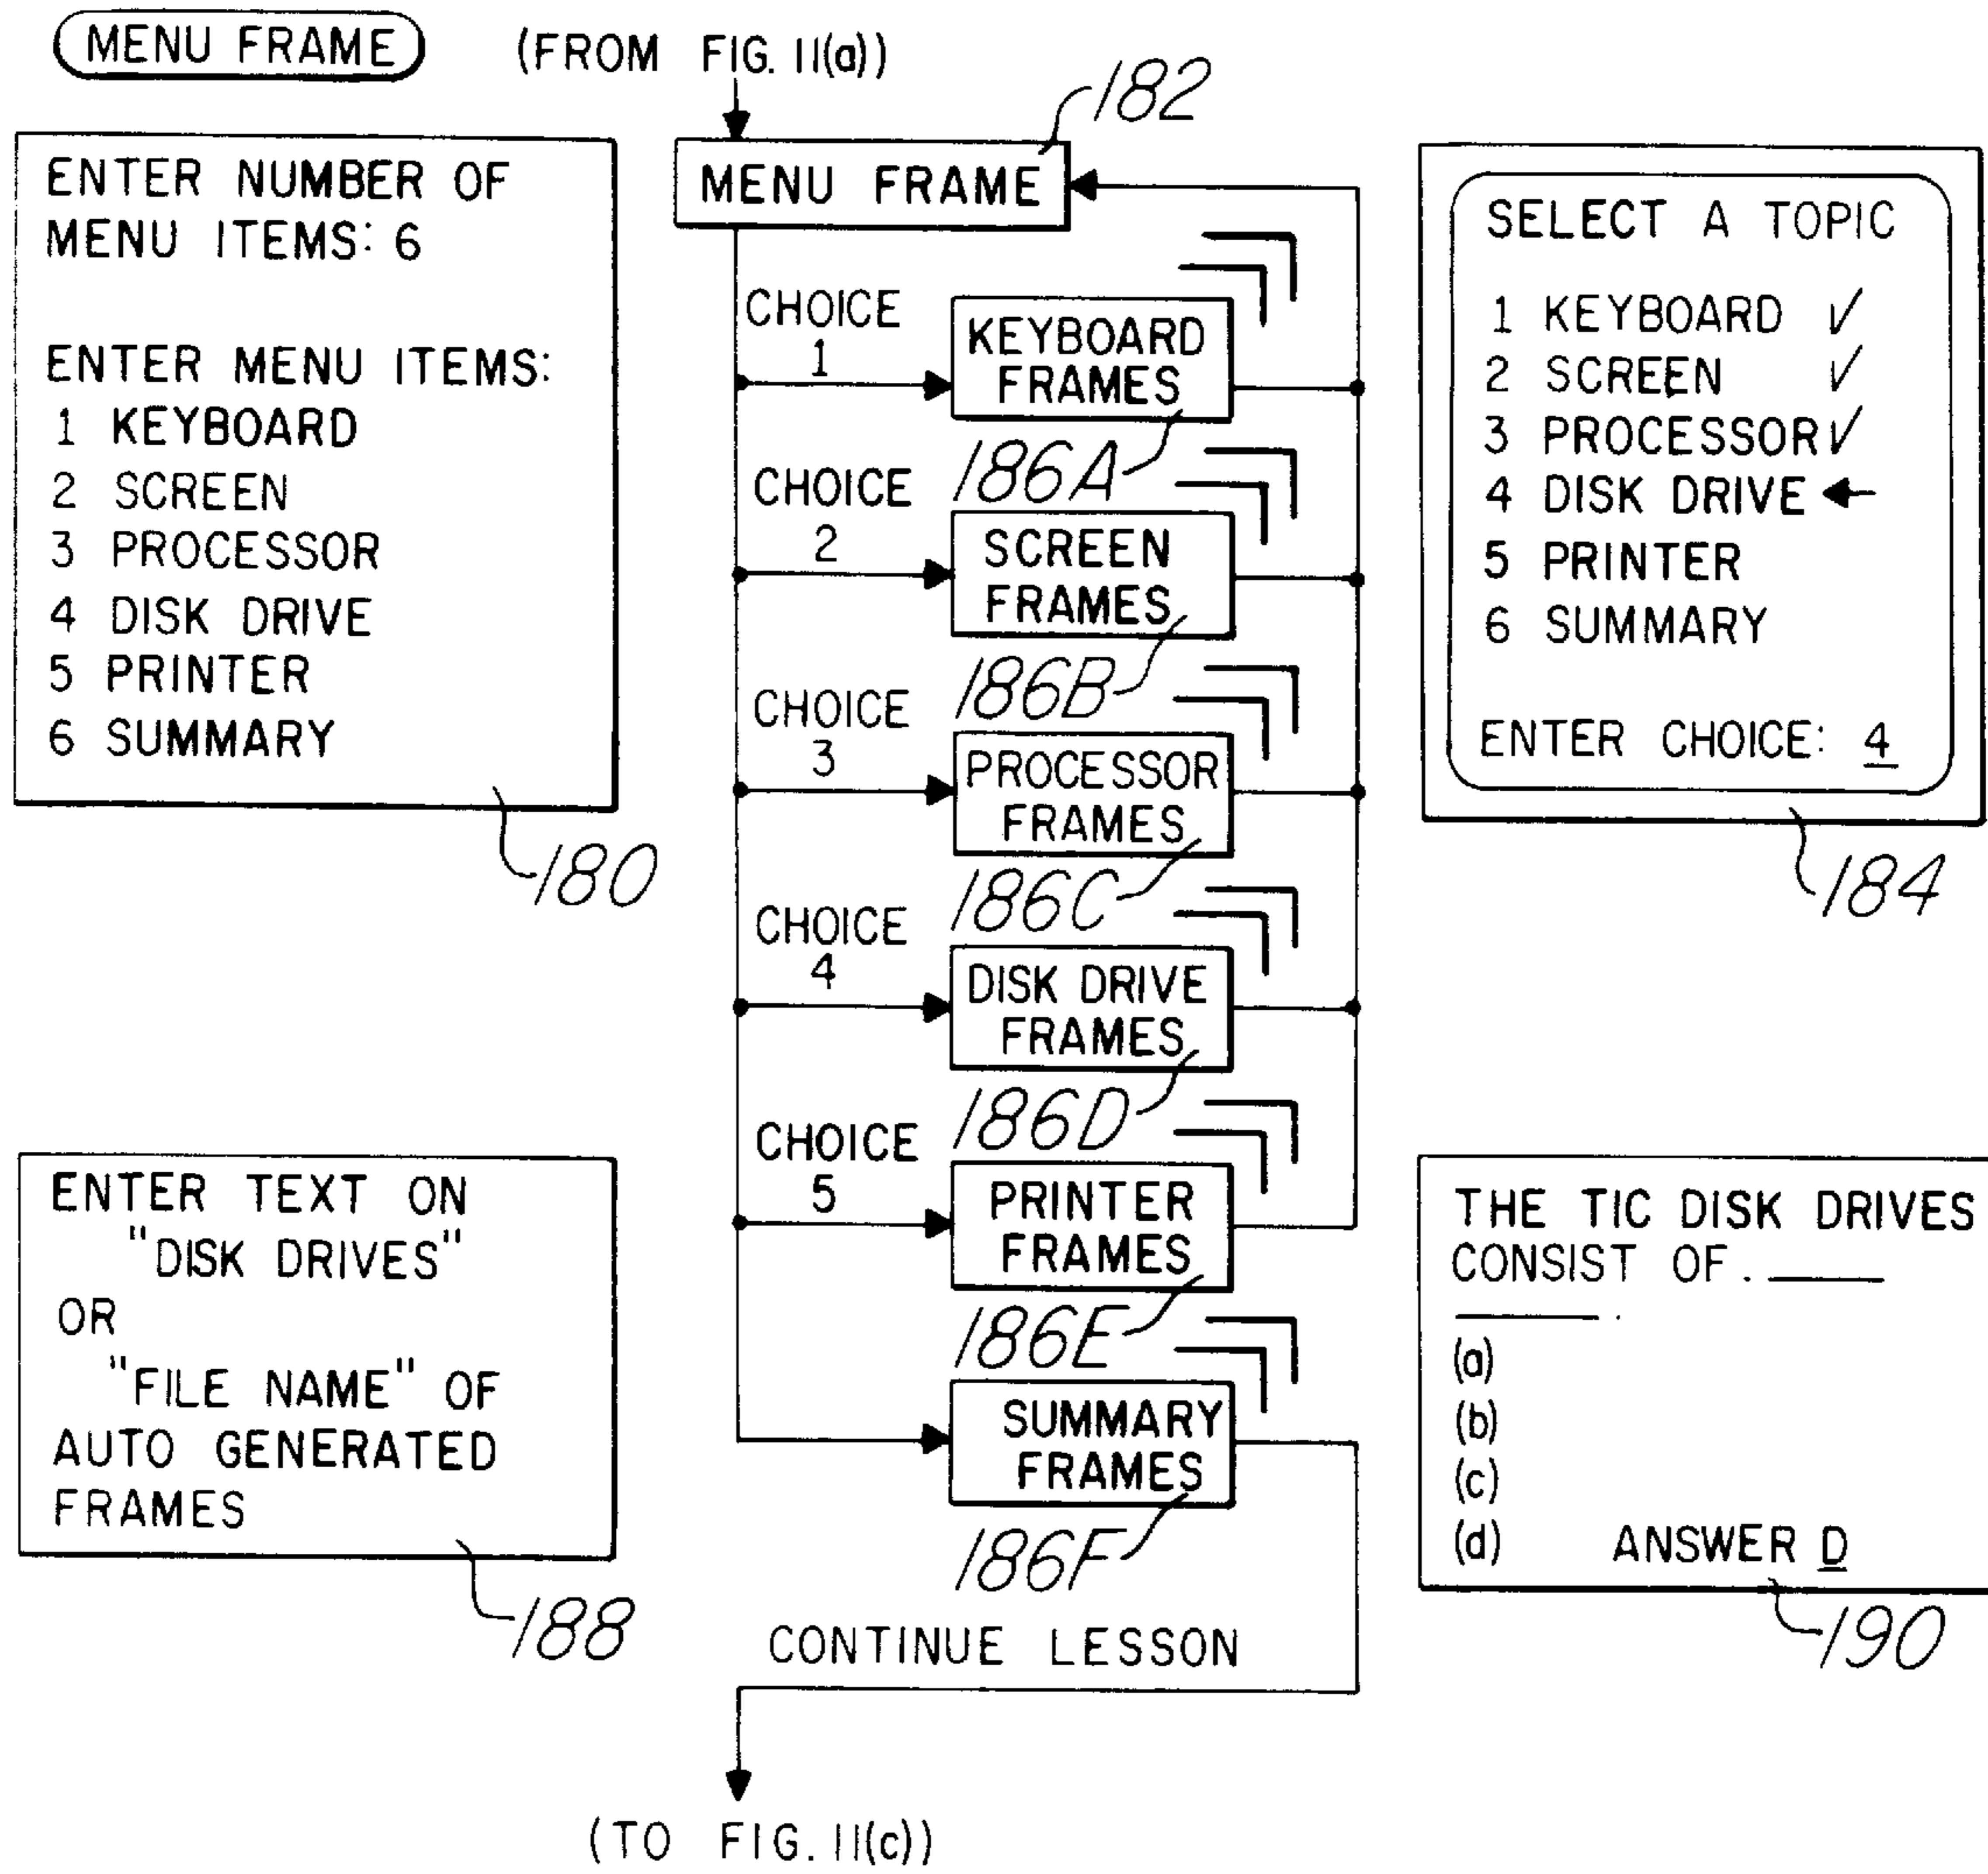 MENU FRAME
(FROM FIG. 11(a))
182
ENTER NUMBER OF
MENU ITEMS: 6
ENTER MENU ITEMS:
1 KEYBOARD
2 SCREEN
3 PROCESSOR
4 DISK DRIVE
5 PRINTER
6 SUMMARY
180
MENU FRAME
CHOICE
1
KEYBOARD
FRAMES
186A
CHOICE
2
SCREEN
FRAMES
186B
CHOICE
3
PROCESSOR
FRAMES
186C
CHOICE
4
DISK DRIVE
FRAMES
186D
CHOICE
5
PRINTER
FRAMES
186E
SUMMARY
FRAMES
186F
CONTINUE LESSON
(TO FIG. 11(c))
SELECT A TOPIC
1 KEYBOARD ✓
2 SCREEN ✓
3 PROCESSOR ✓
4 DISK DRIVE ←
5 PRINTER
6 SUMMARY
ENTER CHOICE: 4
184
ENTER TEXT ON
"DISK DRIVES"
OR
"FILE NAME" OF
AUTO GENERATED
FRAMES
188
THE TIC DISK DRIVES
CONSIST OF. _____
_____ .
(a)
(b)
(c)
(d) ANSWER D
190